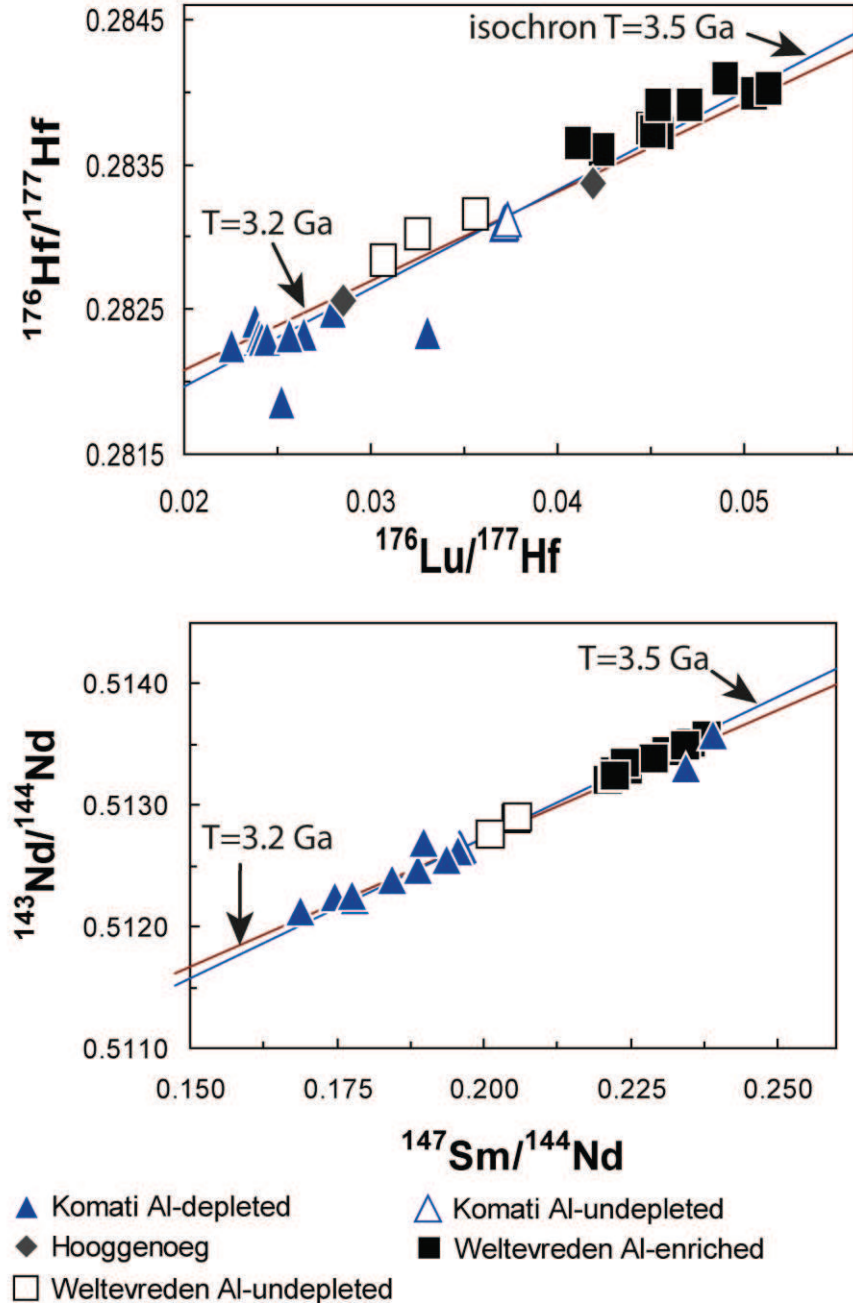 0.2845
isochron T=3.5 Ga
0.2835
T=3.2 Ga
0.2825
0.2815
176Hf/177Hf
0.02 0.03 0.04 0.05
176Lu/177Hf
T=3.5 Ga
0.5140
0.5130
T=3.2 Ga
0.5120
0.5110
143Nd/144Nd
0.150 0.175 0.200 0.225 0.250
147Sm/144Nd
Komati Al-depleted Komati Al-undepleted
Hooggenoeg Weltevreden Al-enriched
Weltevreden Al-undepleted